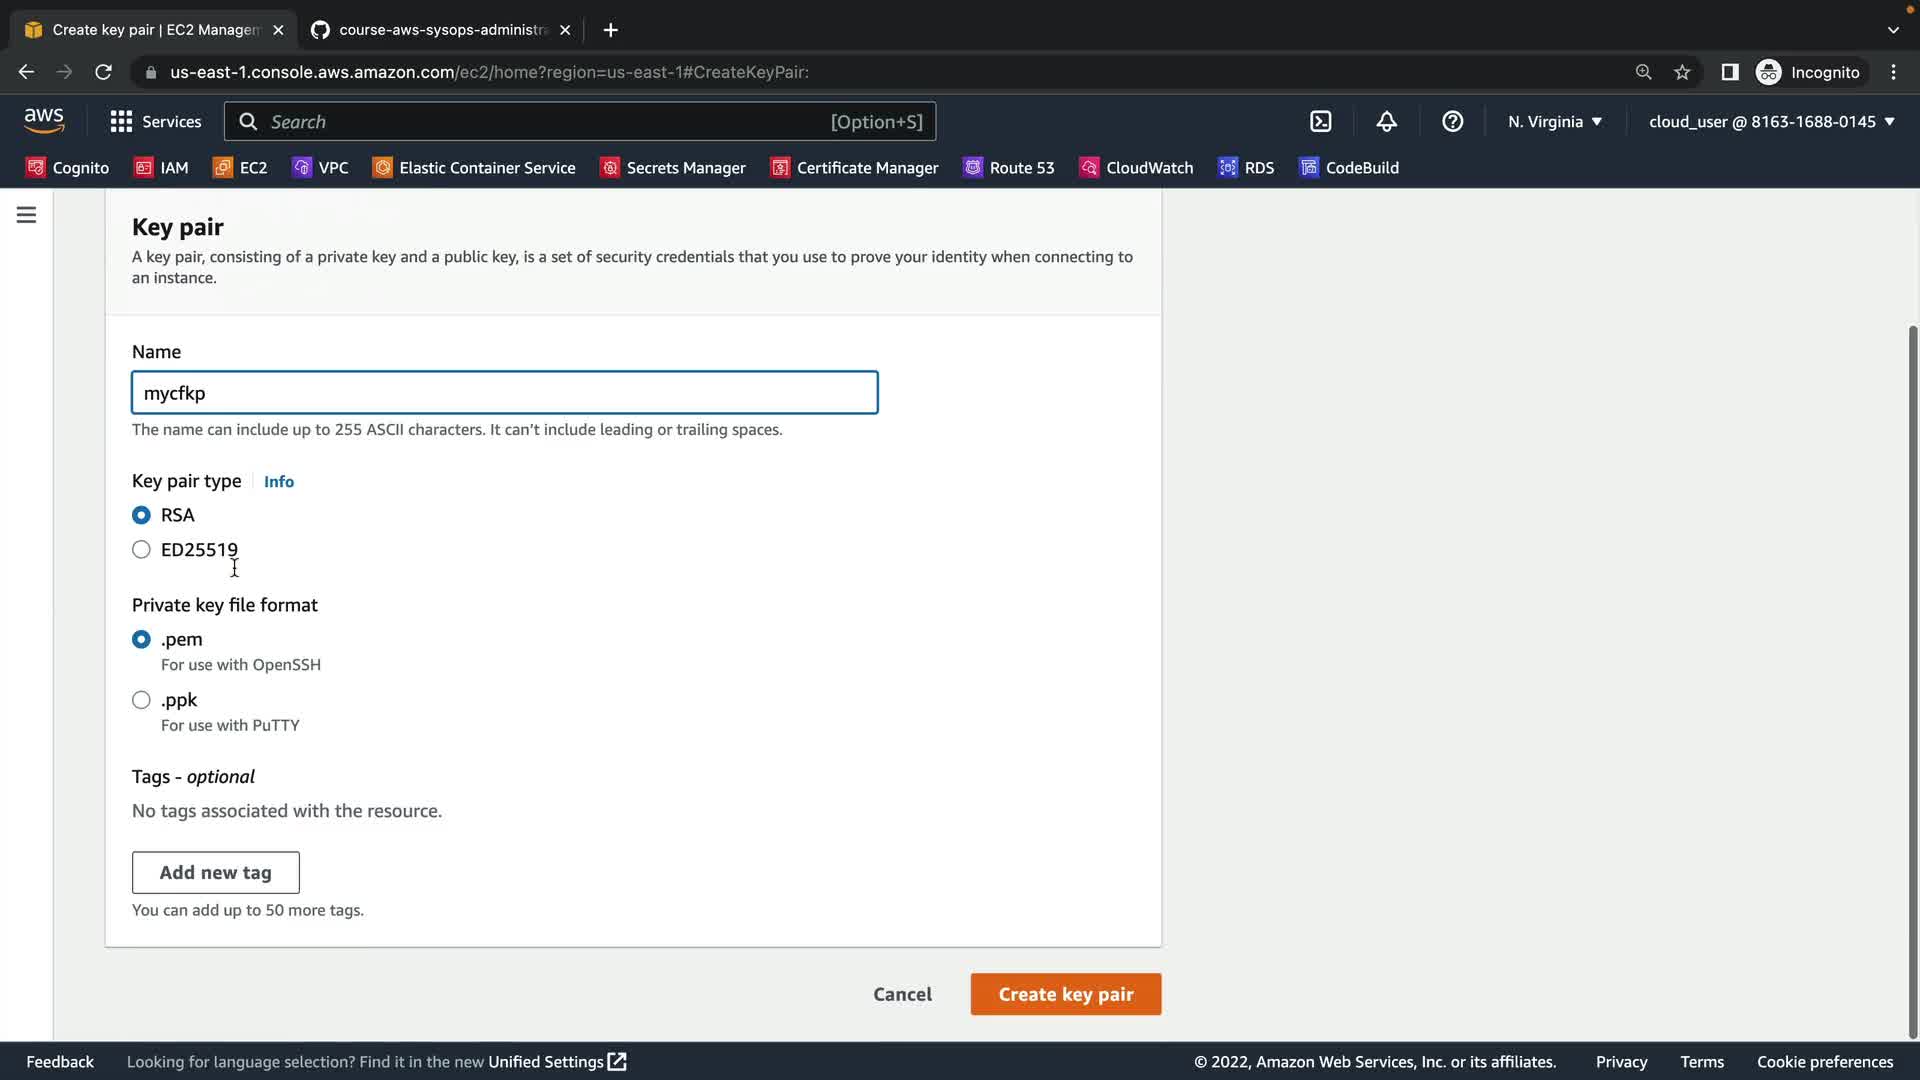 Create key pair | EC2 Managem
course-aws-sysops-administra
us-east-1.console.aws.amazon.com/ec2/home?region=us-east-1#CreateKeyPair:
Incognito
aws
Services
Search
[Option+S]
N. Virginia
cloud_user @ 8163-1688-0145
Cognito
IAM
EC2
VPC
Elastic Container Service
Secrets Manager
Certificate Manager
Route 53
CloudWatch
RDS
CodeBuild
Key pair
A key pair, consisting of a private key and a public key, is a set of security credentials that you use to prove your identity when connecting to
an instance.
Name
mycfkp
The name can include up to 255 ASCII characters. It can't include leading or trailing spaces.
Key pair type
Info
RSA
ED25519
Private key file format
.pem
For use with OpenSSH
.ppk
For use with PuTTY
Tags - optional
No tags associated with the resource.
Add new tag
You can add up to 50 more tags.
Cancel
Create key pair
Feedback
Looking for language selection? Find it in the new Unified Settings
© 2022, Amazon Web Services, Inc. or its affiliates.
Privacy
Terms
Cookie preferences